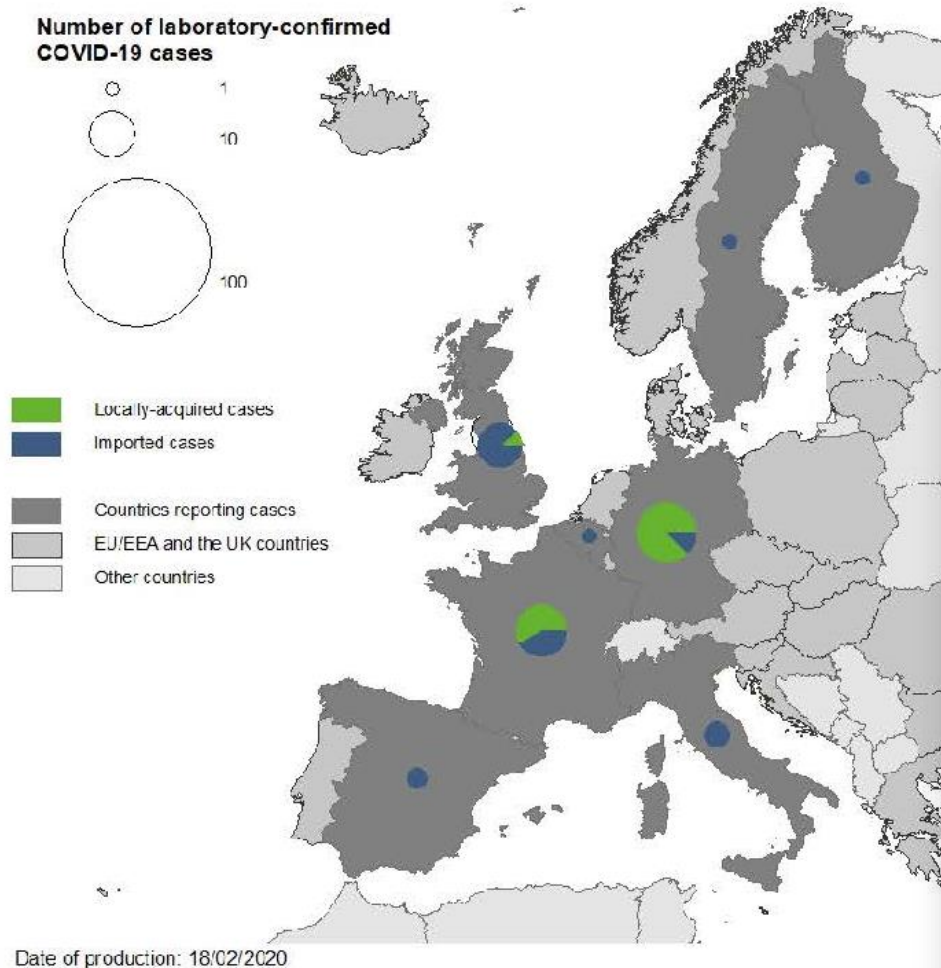 Number of laboratory-confirmed
COVID-19 cases
1
10
100
Locally-acquired cases
Imported cases
Countries reporting cases
EU/EEA and the UK countries
Other countries
Date of production: 18/02/2020